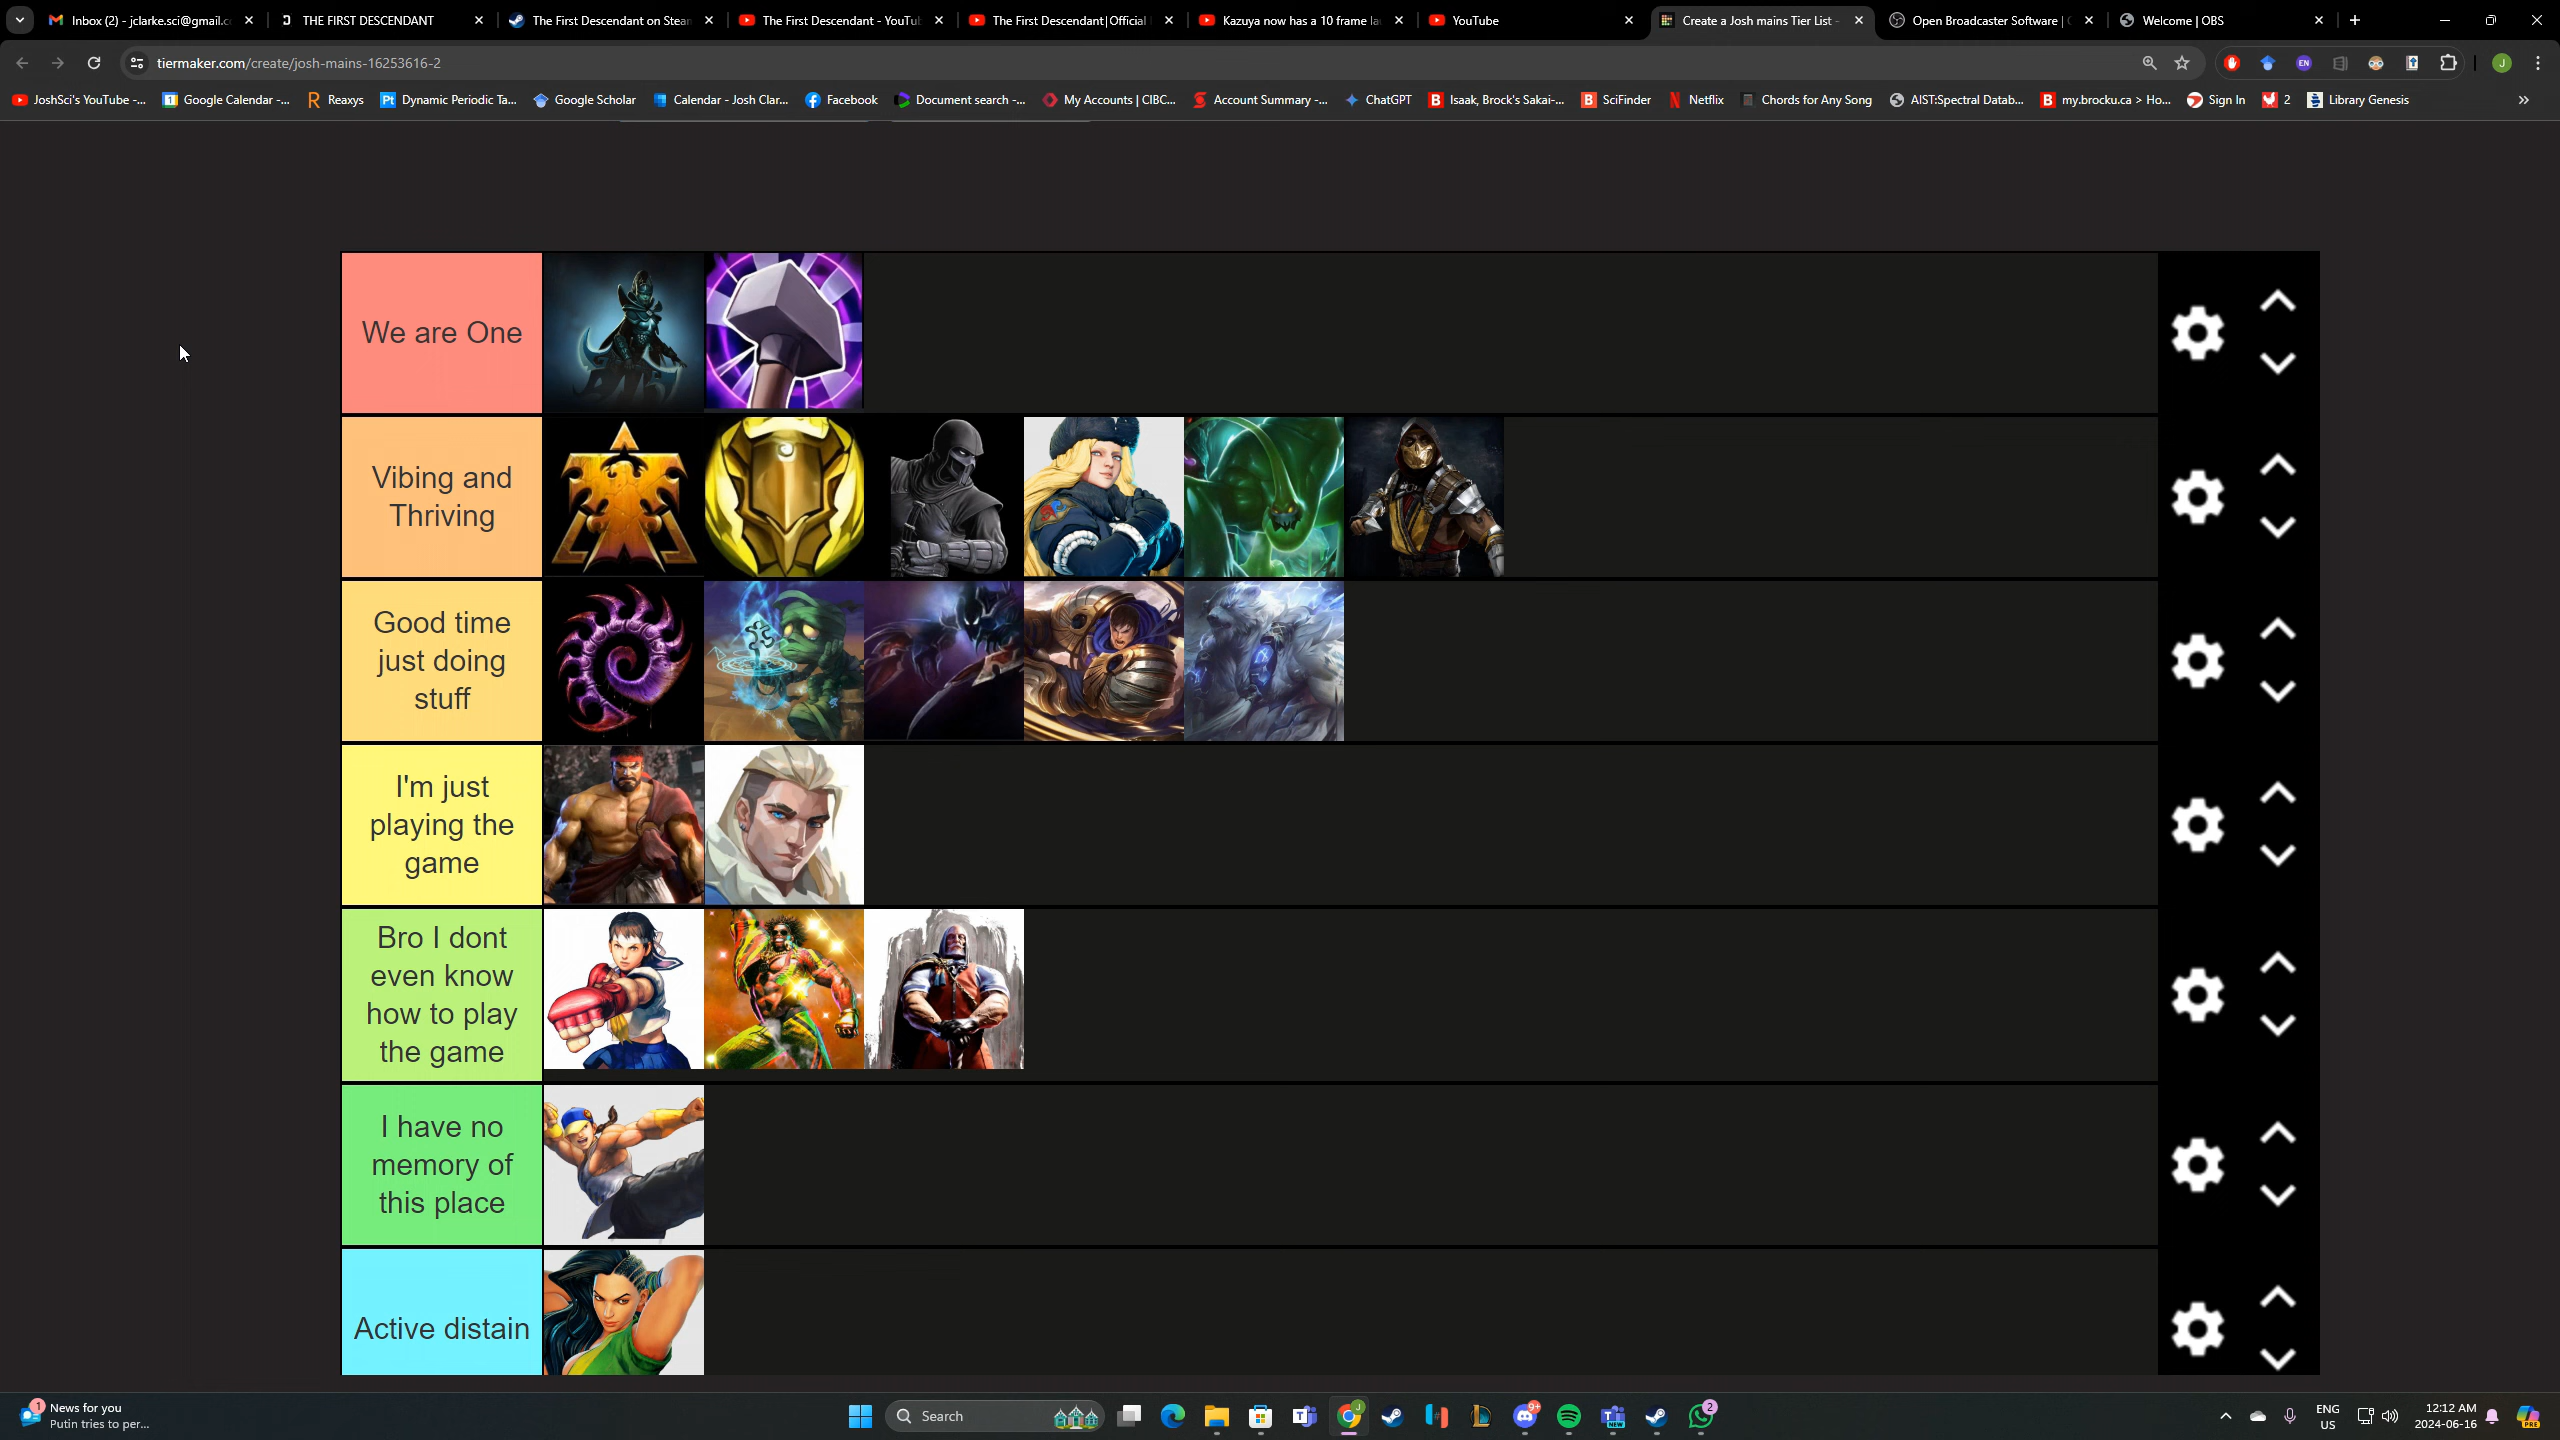 Inbox (2) - jclarke.sci@gmail.c
THE FIRST DESCENDANT
The First Descendant on Stean
The First Descendant - YouTu
The First Descendant | Official
Kazuya now has a 10 frame la
YouTube
Create a Josh mains Tier List -
Open Broadcaster Software |
Welcome | OBS
tiermaker.com/create/josh-mains-16253616-2
EN
J
JoshSci's YouTube -...
Google Calendar -...
Reaxys
Dynamic Periodic Ta...
Google Scholar
Calendar - Josh Clar...
Facebook
Document search -...
My Accounts | CIBC...
Account Summary -...
ChatGPT
Isaak, Brock's Sakai-...
SciFinder
Netflix
Chords for Any Song
AIST:Spectral Datab...
my.brocku.ca > Ho...
Sign In
2
Library Genesis
We are One
Vibing and
Thriving
Good time
just doing
stuff
I'm just
playing the
game
Bro I dont
even know
how to play
the game
I have no
memory of
this place
Active distain
1
News for you
Putin tries to per...
Search
9+
NEW
2
ENG
US
12:12 AM
2024-06-16
PRE